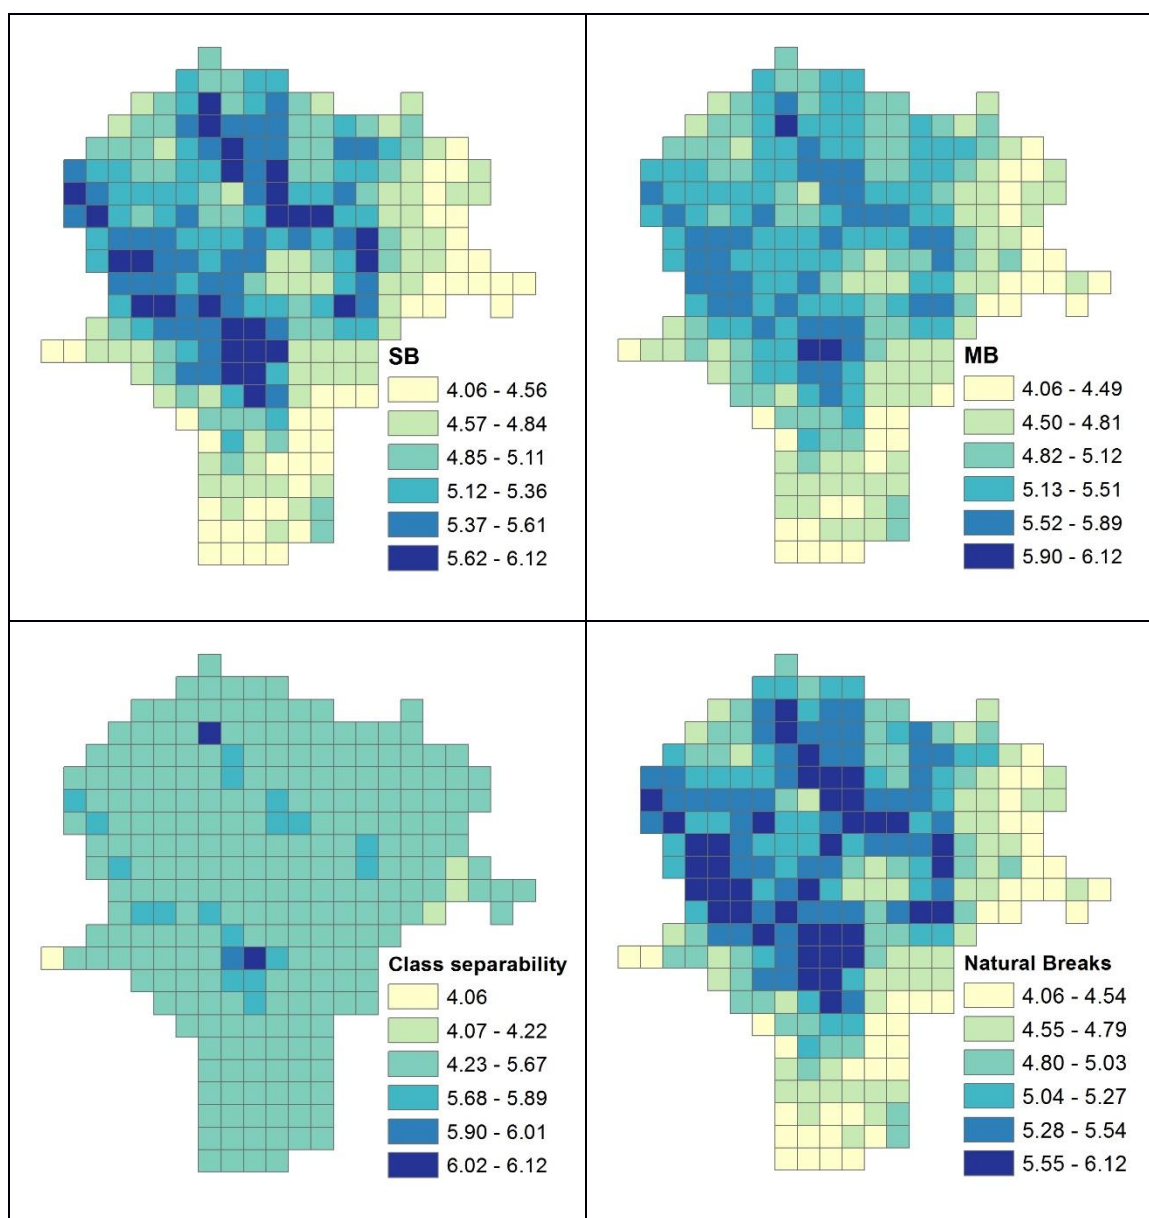 SB
4.06 - 4.56
4.57 - 4.84
4.85 - 5.11
5.12 - 5.36
5.37 - 5.61
5.62 - 6.12
MB
4.06 - 4.49
4.50 - 4.81
4.82 - 5.12
5.13 - 5.51
5.52 - 5.89
5.90 - 6.12
Class separability
4.06
4.07 - 4.22
4.23 - 5.67
5.68 - 5.89
5.90 - 6.01
6.02 - 6.12
Natural Breaks
4.06 - 4.54
4.55 - 4.79
4.80 - 5.03
5.04 - 5.27
5.28 - 5.54
5.55 - 6.12